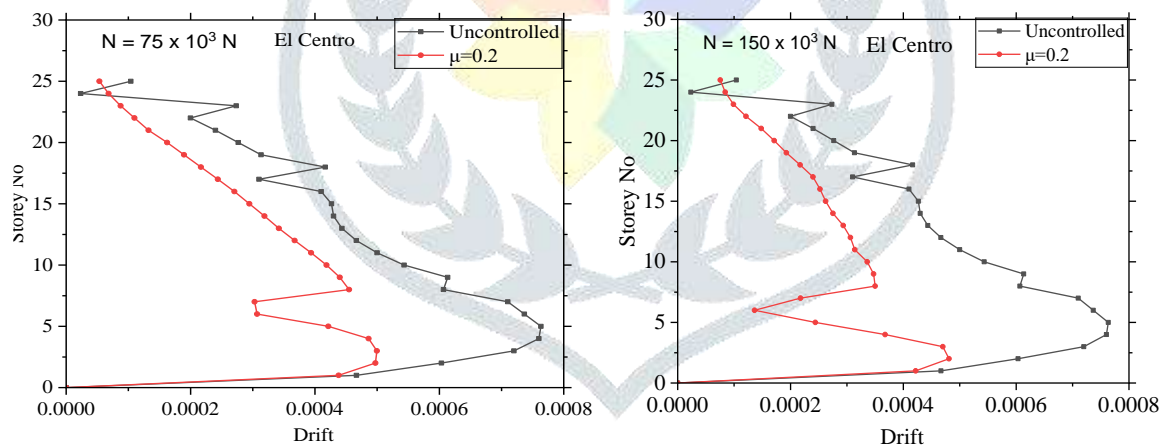 N = 75 x 10³ N
El Centro
Uncontrolled
μ=0.2
30
25
20
15
10
5
0
Storey No
0.0000
0.0002
0.0004
0.0006
0.0008
Drift
N = 150 x 10³ N
El Centro
Uncontrolled
μ=0.2
30
25
20
15
10
5
0
Storey No
0.0000
0.0002
0.0004
0.0006
0.0008
Drift